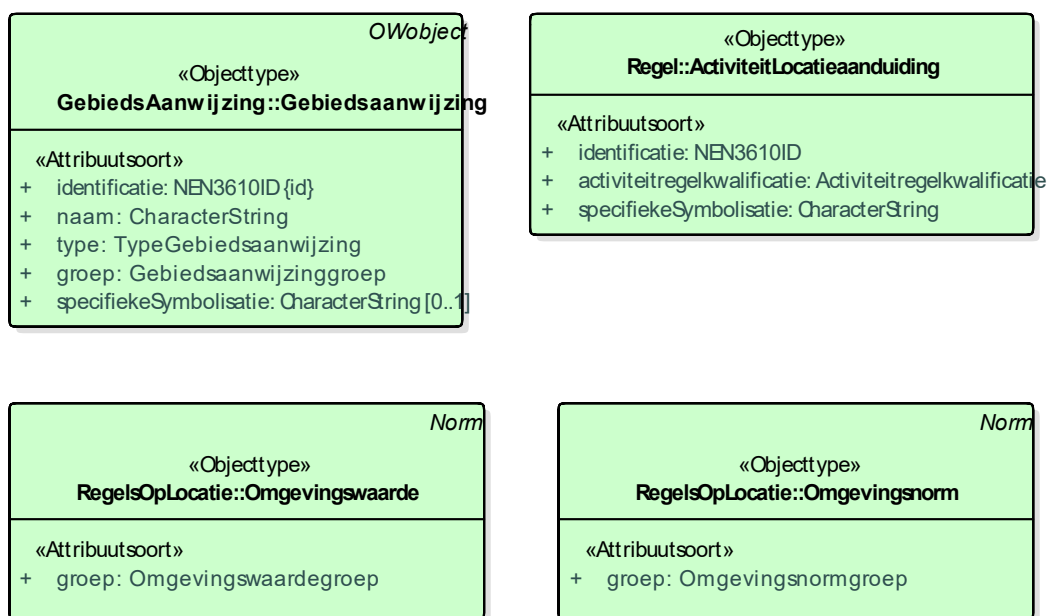 OWobject
«Objecttype»
GebiedsAanwijzing::Gebiedsaanwijzing
«Attribuutsoort»
+ identificatie: NEN3610ID {id}
+ naam: CharacterString
+ type: TypeGebiedsaanwijzing
+ groep: Gebiedsaanwijzinggroep
+ specifiekeSymbolisatie: CharacterString [0..1]
«Objecttype»
Regel::ActiviteitLocatieaanduiding
«Attribuutsoort»
+ identificatie: NEN3610ID
+ activiteitregelkwalificatie: Activiteitregelkwalificatie
+ specifiekeSymbolisatie: CharacterString
Norm
«Objecttype»
RegelsOpLocatie::Omgevingswaarde
«Attribuutsoort»
+ groep: Omgevingswaardegroep
Norm
«Objecttype»
RegelsOpLocatie::Omgevingsnorm
«Attribuutsoort»
+ groep: Omgevingsnormgroep